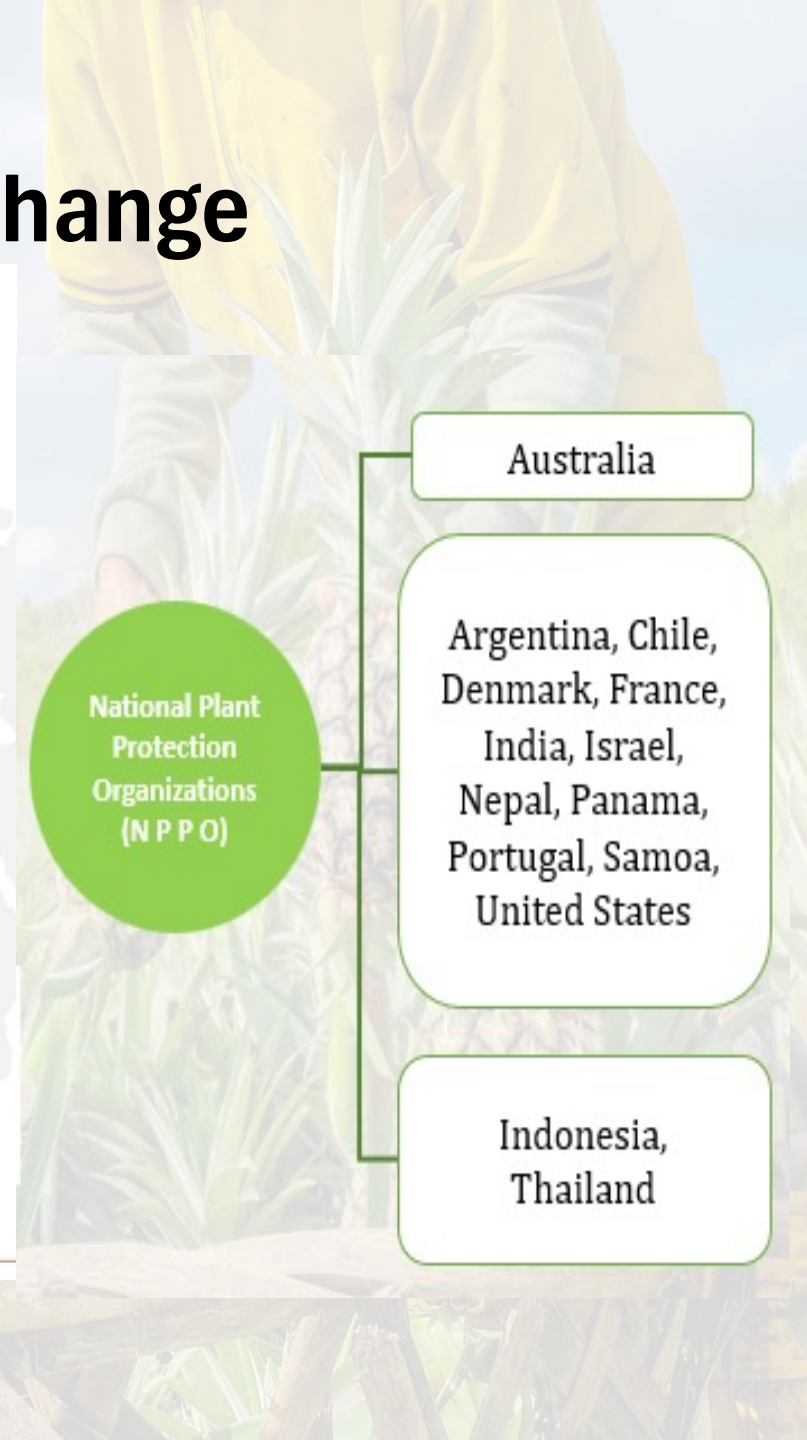 hange
Australia
Argentina, Chile,
Denmark, France,
India, Israel,
Nepal, Panama,
Portugal, Samoa,
United States
National Plant
Protection
Organizations
(N P P O)
Indonesia,
Thailand